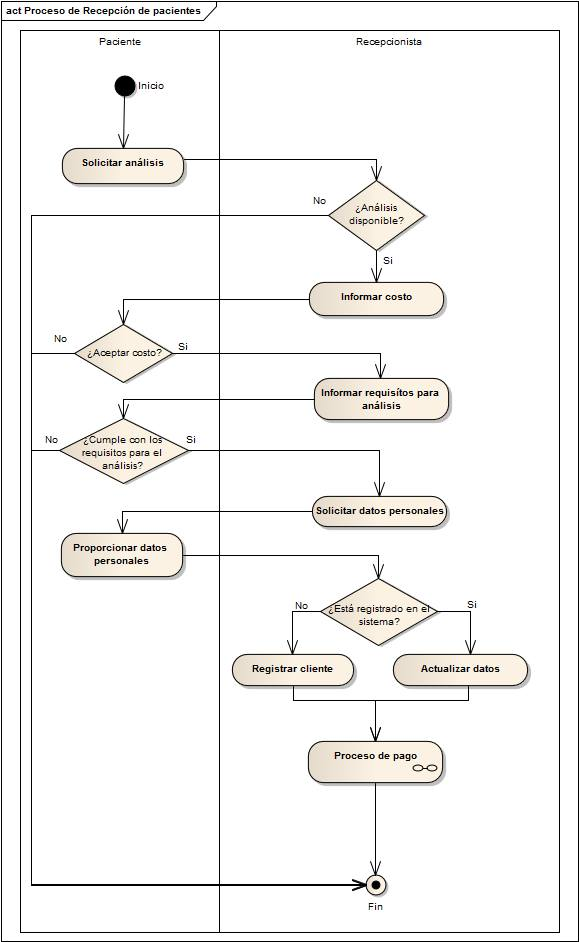 act Proceso de Recepción de pacientes
Paciente
Recepcionista
Inicio
Solicitar análisis
¿Análisis
disponible?
No
Si
Informar costo
¿Aceptar costo?
No
Si
Informar requisítos para
análisis
¿Cumple con los
requisitos para el
análisis?
No
Si
Solicitar datos personales
Proporcionar datos
personales
¿Está registrado en el
sistema?
No
Si
Registrar cliente
Actualizar datos
Proceso de pago
Fin